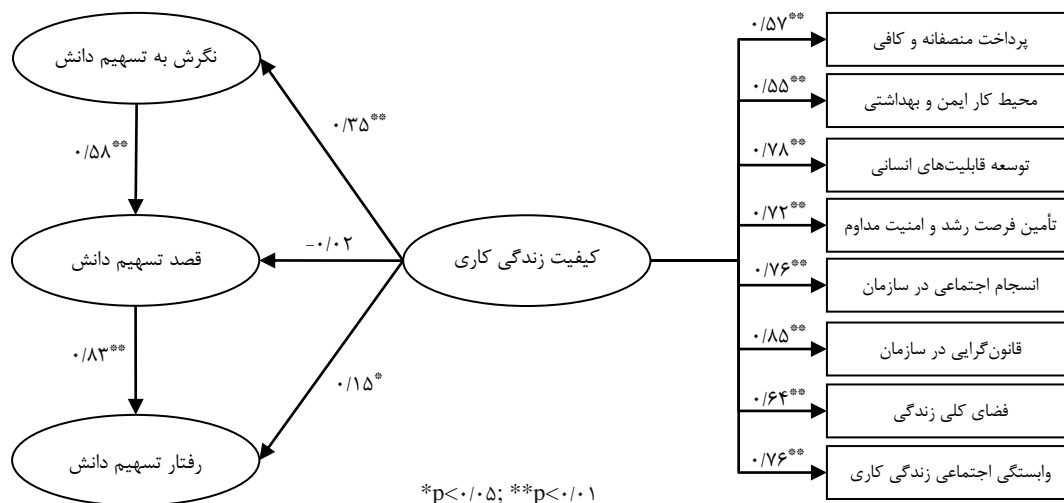 نگرش به تسهیم دانش
۰/۵۸**
قصد تسهیم دانش
۰/۸۳**
رفتار تسهیم دانش
۰/۳۵**
-۰/۰۲
۰/۱۵*
کیفیت زندگی کاری
۰/۵۷**
پرداخت منصفانه و کافی
۰/۵۵**
محیط کار ایمن و بهداشتی
۰/۷۸**
توسعه قابلیت‌های انسانی
۰/۷۲**
تأمین فرصت رشد و امنیت مداوم
۰/۷۶**
انسجام اجتماعی در سازمان
۰/۸۵**
قانون‌گرایی در سازمان
۰/۶۴**
فضای کلی زندگی
۰/۷۶**
وابستگی اجتماعی زندگی کاری
*p<۰/۰۵; **p<۰/۰۱